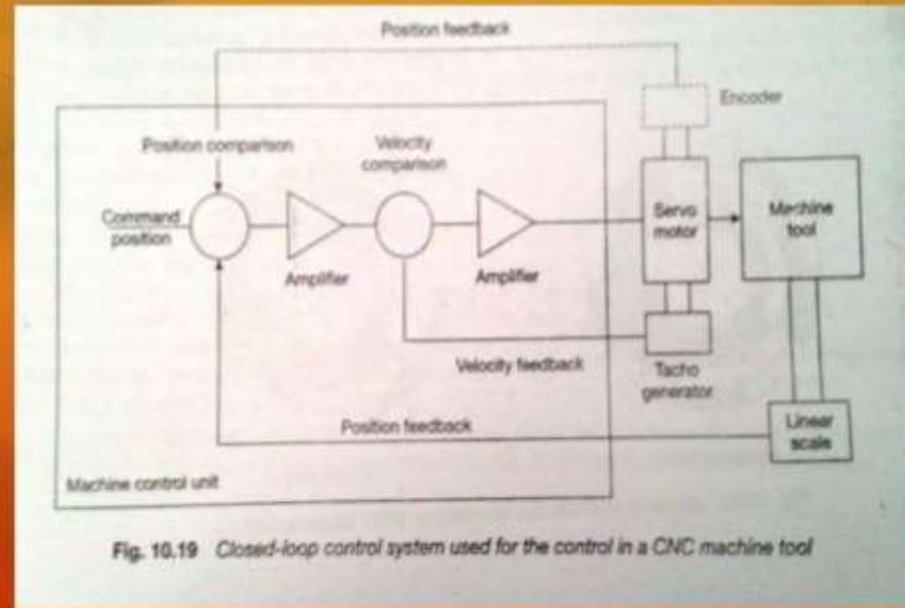 Position feedback
Encoder
Position comparison
Velocity
comparison
Command
position
Amplifier
Amplifier
Servo
motor
Machine
tool
Velocity feedback
Tacho
generator
Position feedback
Linear
scale
Machine control unit
Fig. 10.19 Closed-loop control system used for the control in a CNC machine tool